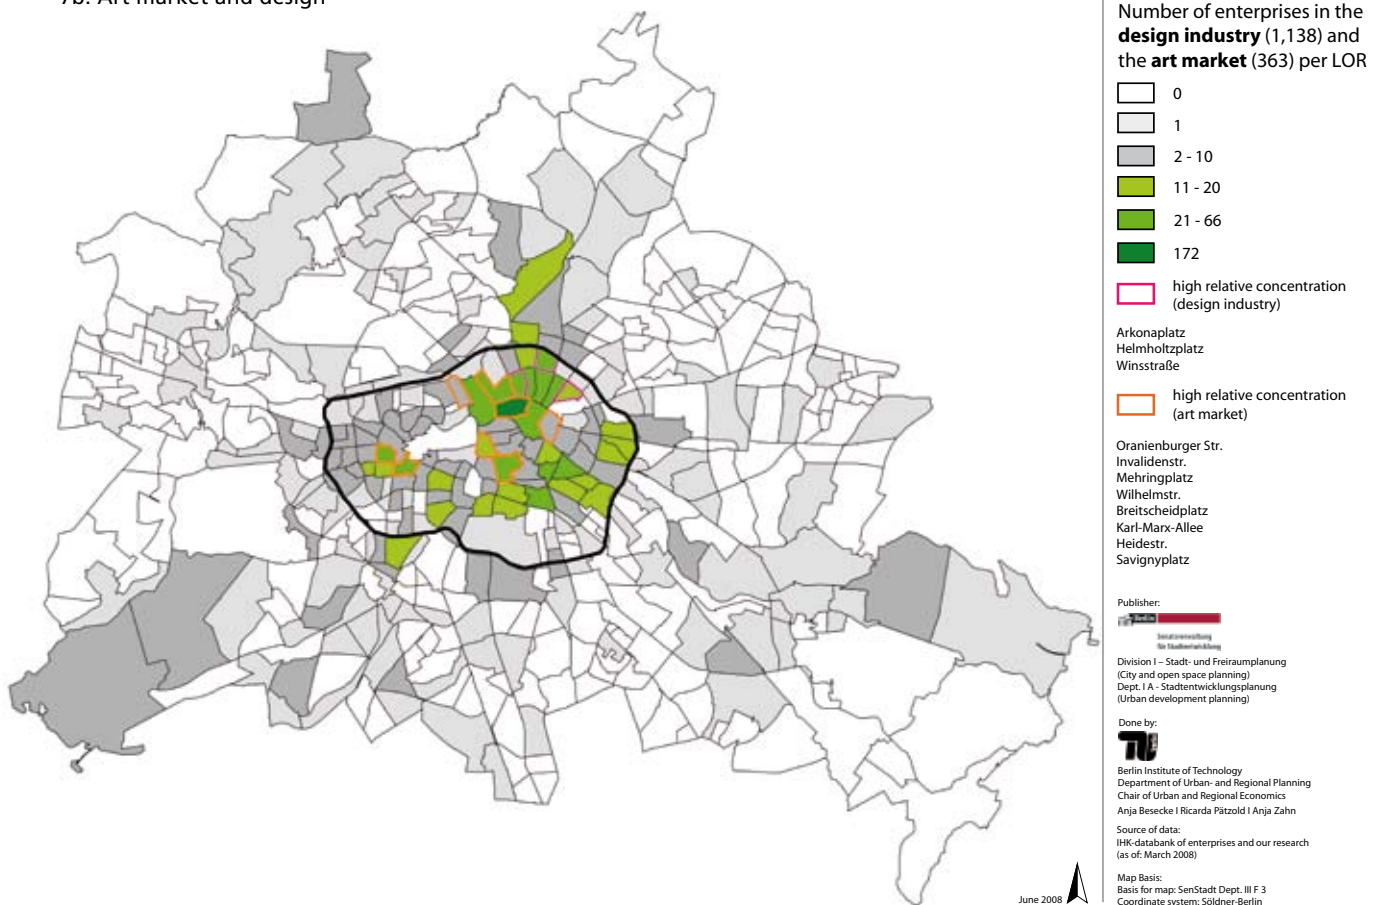 7b. Art market and design
Number of enterprises in the
design industry (1,138) and
the art market (363) per LOR
0
1
2 - 10
11 - 20
21 - 66
172
high relative concentration
(design industry)
Arkonaplatz
Helmholtzplatz
Winsstraße
high relative concentration
(art market)
Oranienburger Str.
Invalidenstr.
Mehringplatz
Wilhelmstr.
Breitscheidplatz
Karl-Marx-Allee
Heidestr.
Savignyplatz
Publisher:
Senatsverwaltung
für Stadtentwicklung
Division I – Stadt- und Freiraumplanung
(City and open space planning)
Dept. I A - Stadtentwicklungsplanung
(Urban development planning)
Done by:
Berlin Institute of Technology
Department of Urban- and Regional Planning
Chair of Urban and Regional Economics
Anja Besecke I Ricarda Pätzold I Anja Zahn
Source of data:
IHK-databank of enterprises and our research
(as of: March 2008)
Map Basis:
Basis for map: SenStadt Dept. III F 3
Coordinate system: Söldner-Berlin
June 2008